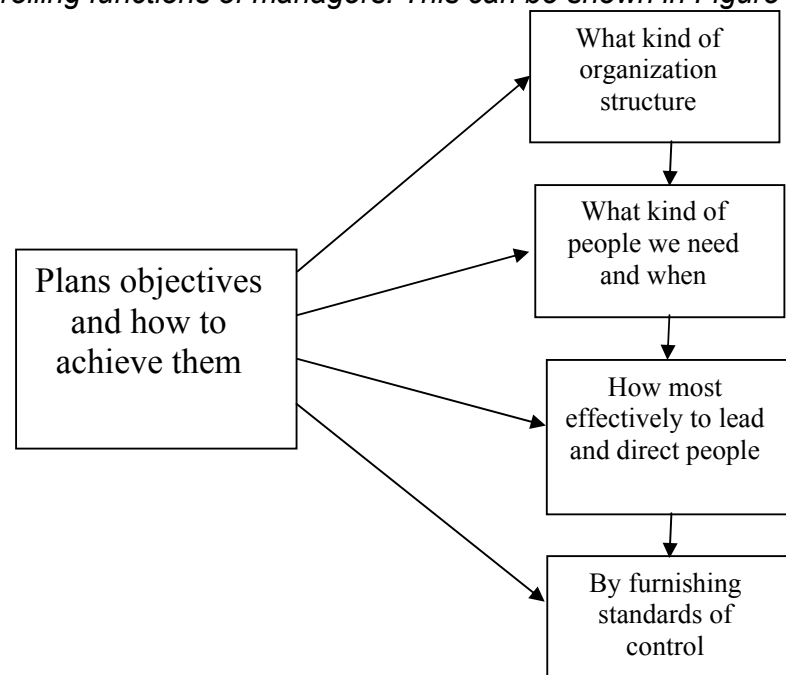 rolling functions of managers. This can be shown in Figure
What kind of
organization
structure
What kind of
people we need
and when
Plans objectives
and how to
achieve them
How most
effectively to lead
and direct people
By furnishing
standards of
control